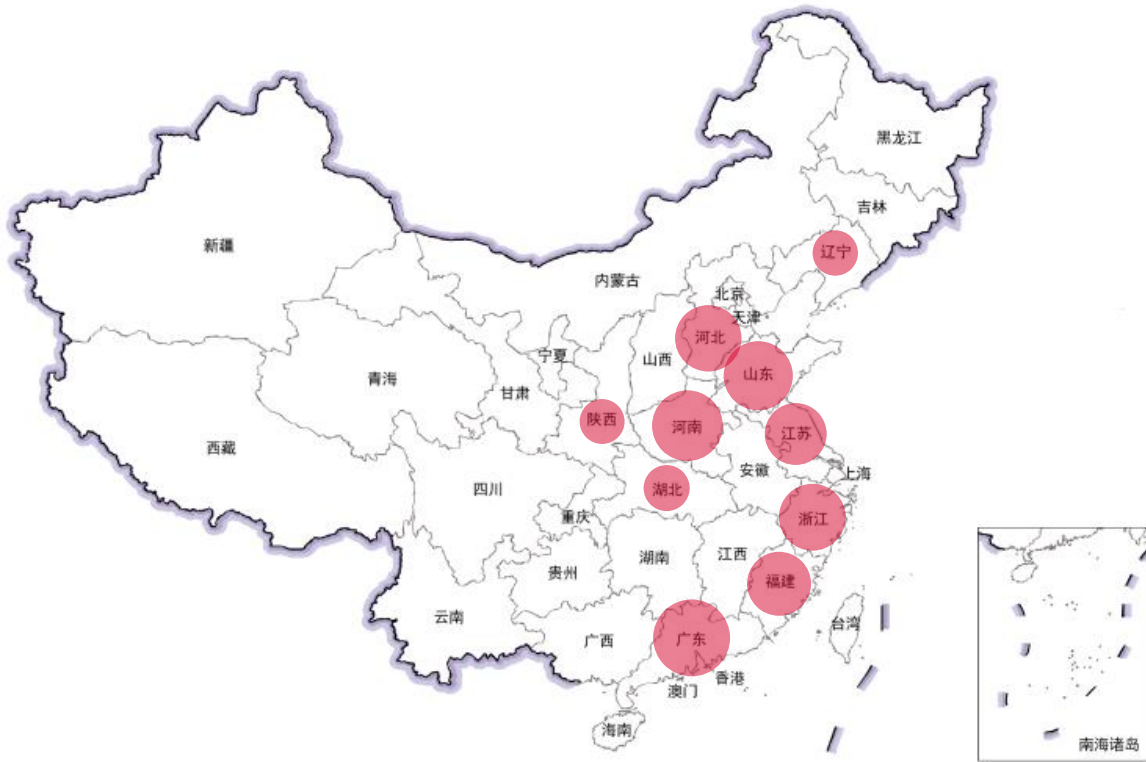 黑龙江
吉林
新疆
辽宁
内蒙古
北京
天津
河北
宁夏
山西
山东
青海
甘肃
陕西
河南
江苏
西藏
安徽
上海
四川
湖北
重庆
浙江
湖南
江西
贵州
福建
云南
台湾
广西
广东
香港
澳门
海南
南海诸岛